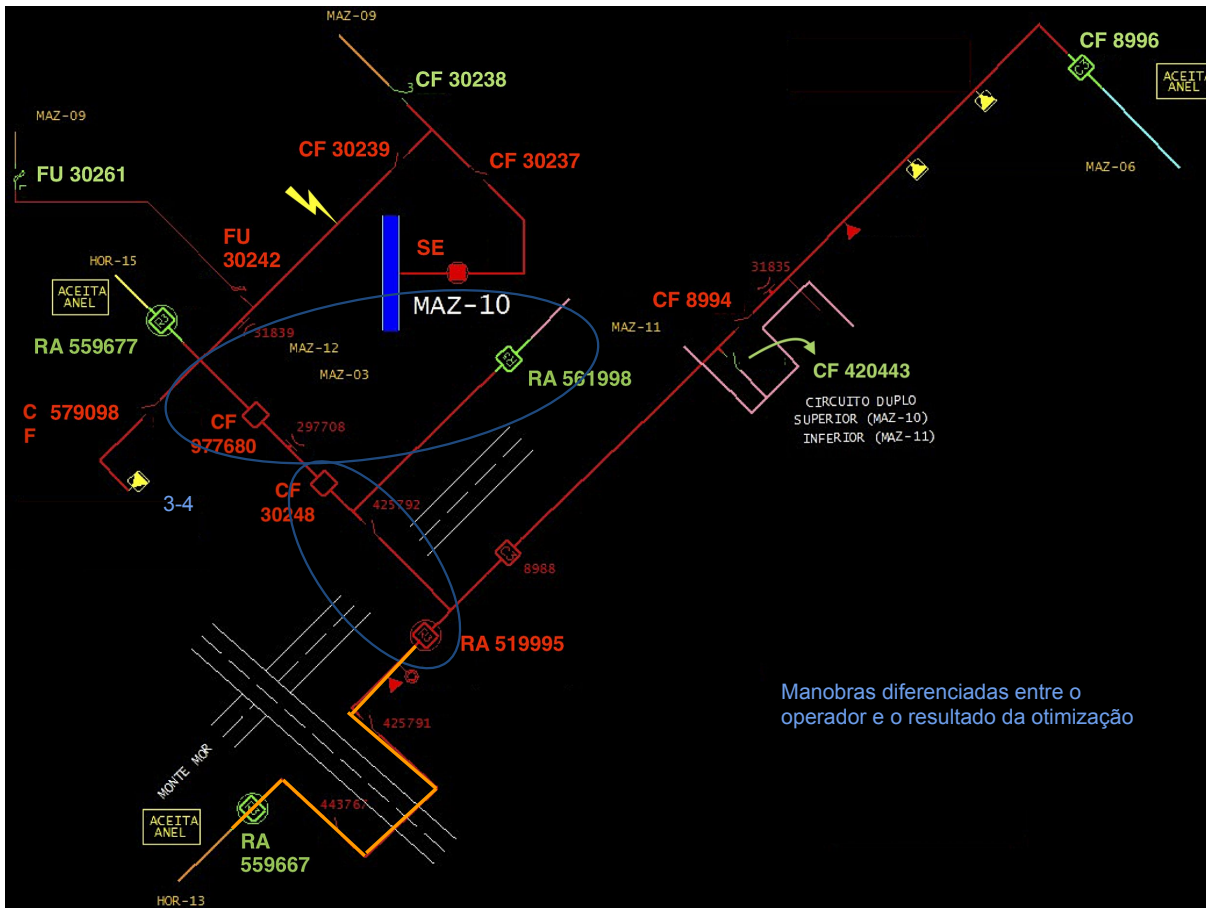 MAZ-09
CF 8996
ACEITA
ANEL
CF 30238
MAZ-09
CF 30239
CF 30237
MAZ-06
FU 30261
FU
30242
SE
HOR-15
31835
ACEITA
ANEL
CF 8994
MAZ-10
MAZ-11
31839
RA 559677
MAZ-12
MAZ-03
RA 561998
CF 420443
CIRCUITO DUPLO
SUPERIOR (MAZ-10)
INFERIOR (MAZ-11)
C 579098
F
CF
977680
297708
3-4
CF
30248
425792
8988
RA 519995
Manobras diferenciadas entre o
operador e o resultado da otimização
425791
MONTE MOR
443767
ACEITA
ANEL
RA
559667
HOR-13